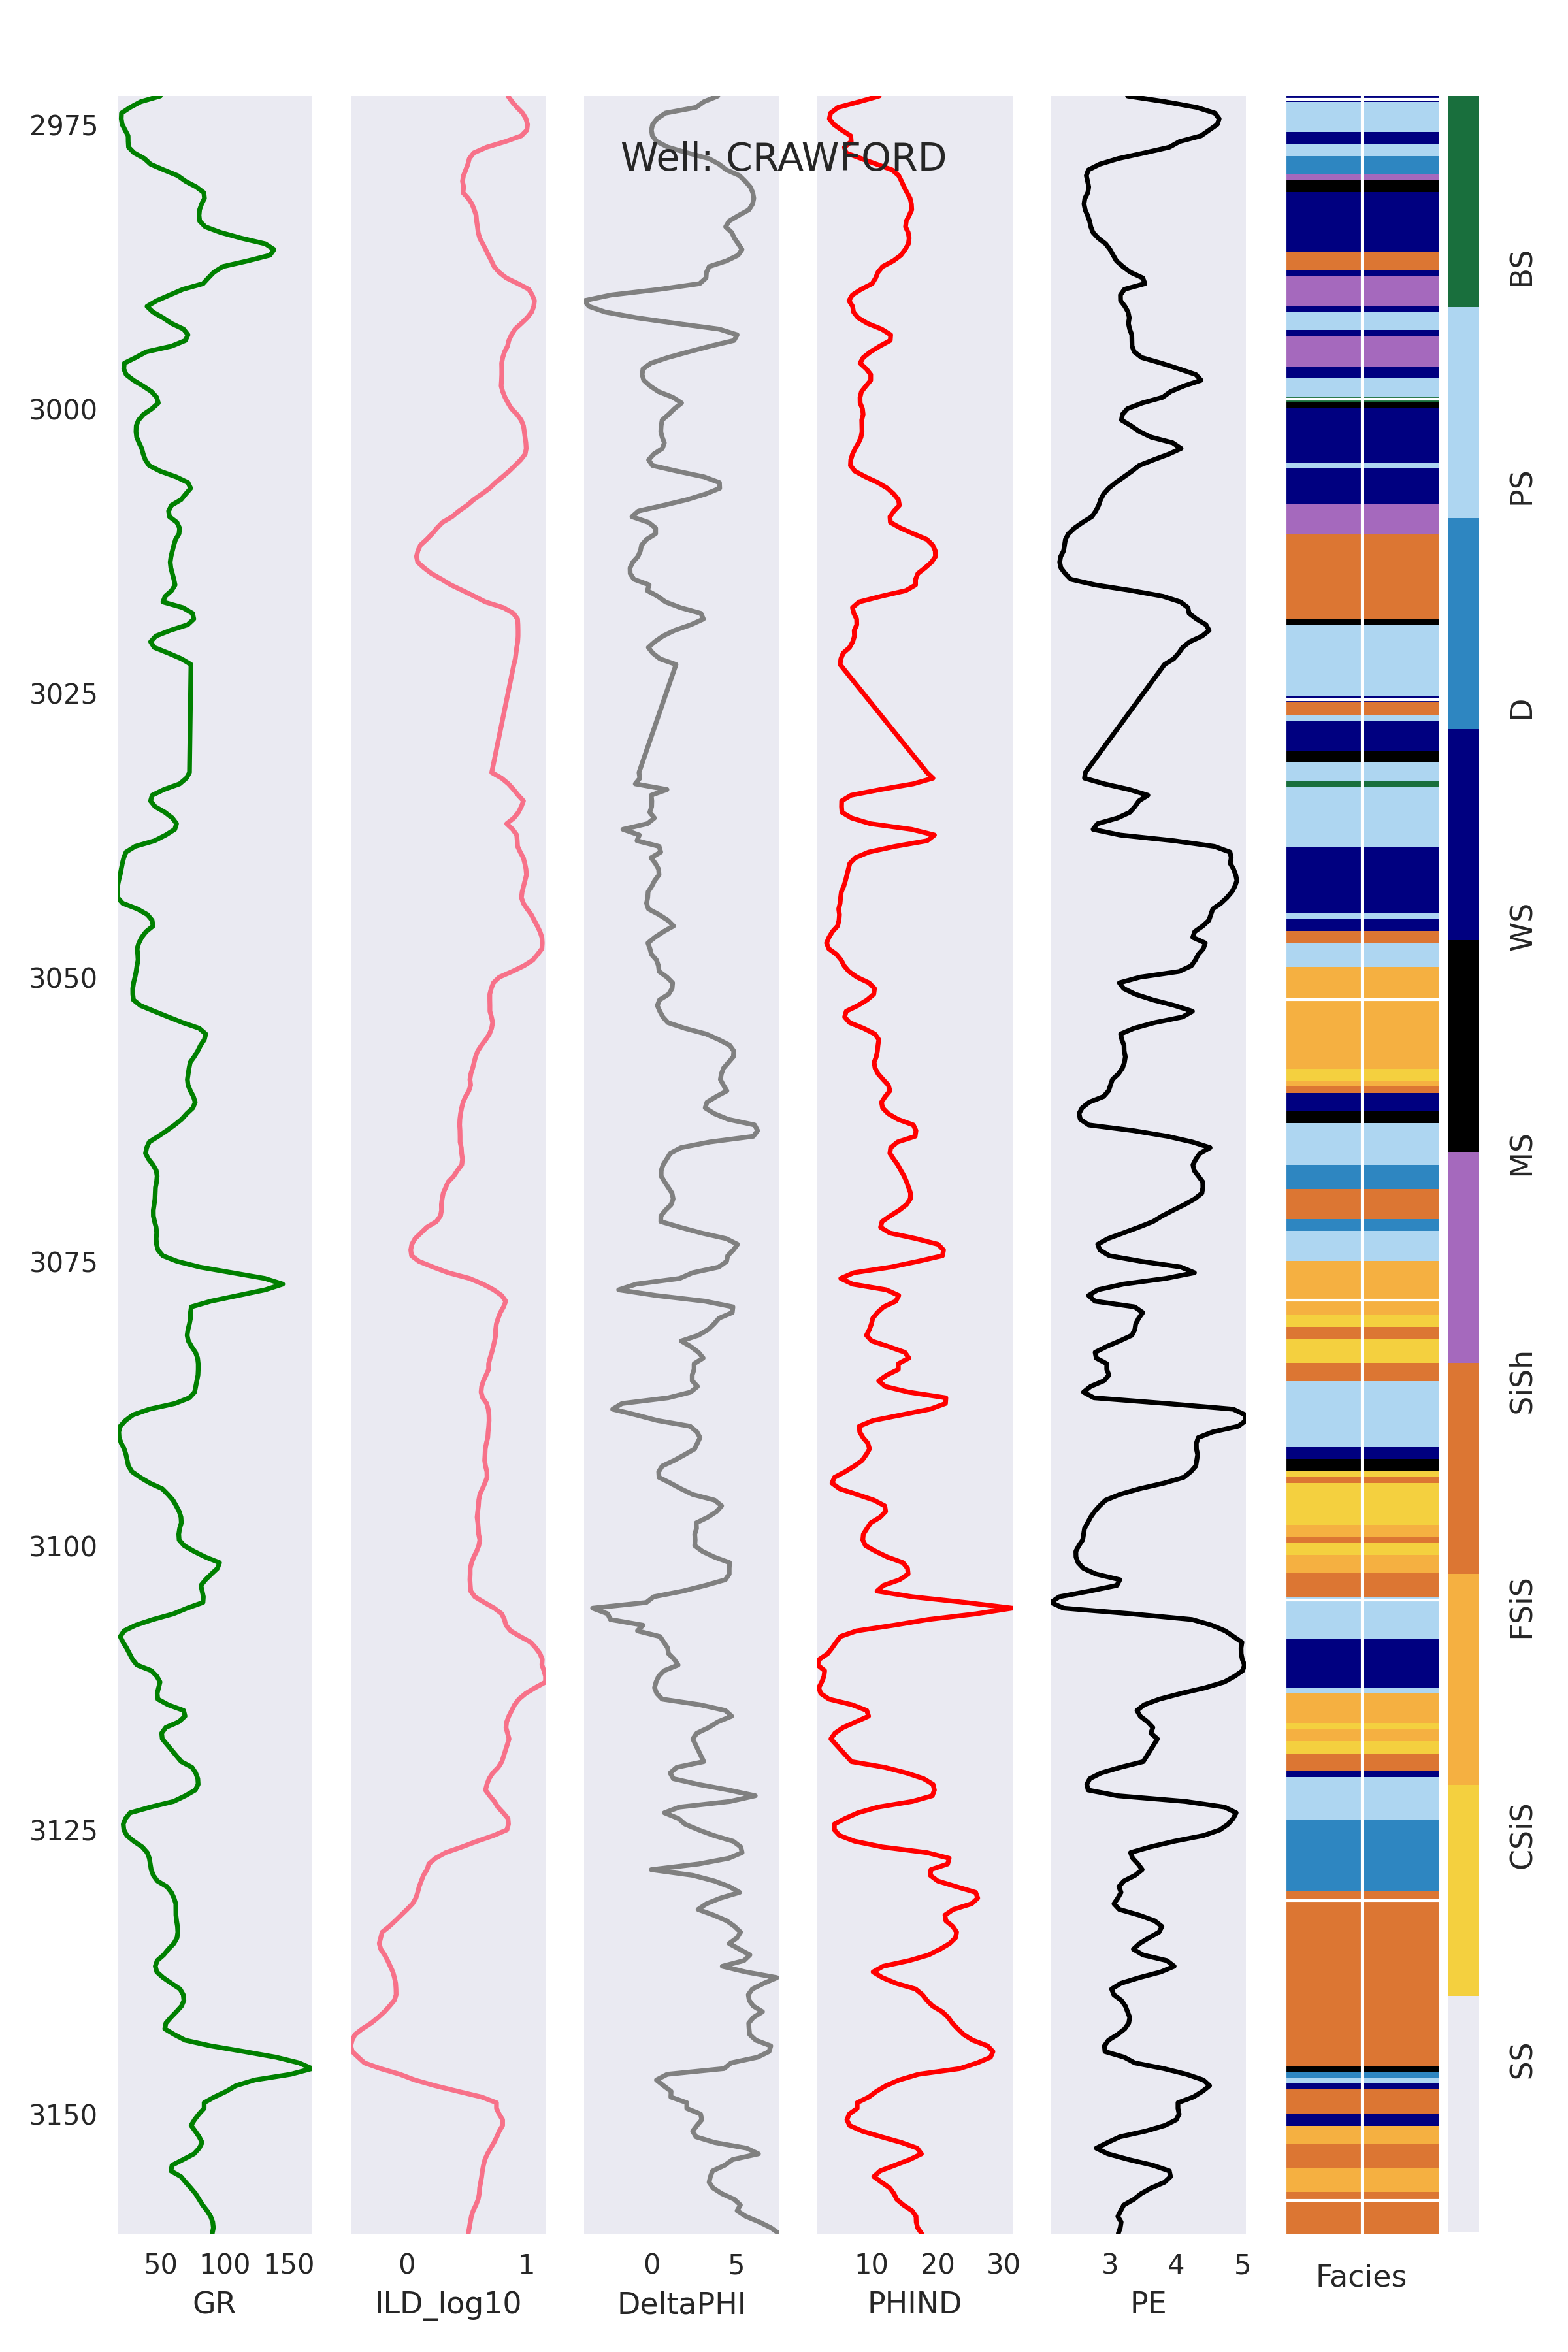 Well: CRAWFORD
2975
3000
3025
3050
3075
3100
3125
3150
50 100 150
GR
0 1
ILD_log10
0 5
DeltaPHI
10 20 30
PHIND
3 4 5
PE
Facies
BS
PS
D
WS
MS
SiSh
FSiS
CSiS
SS